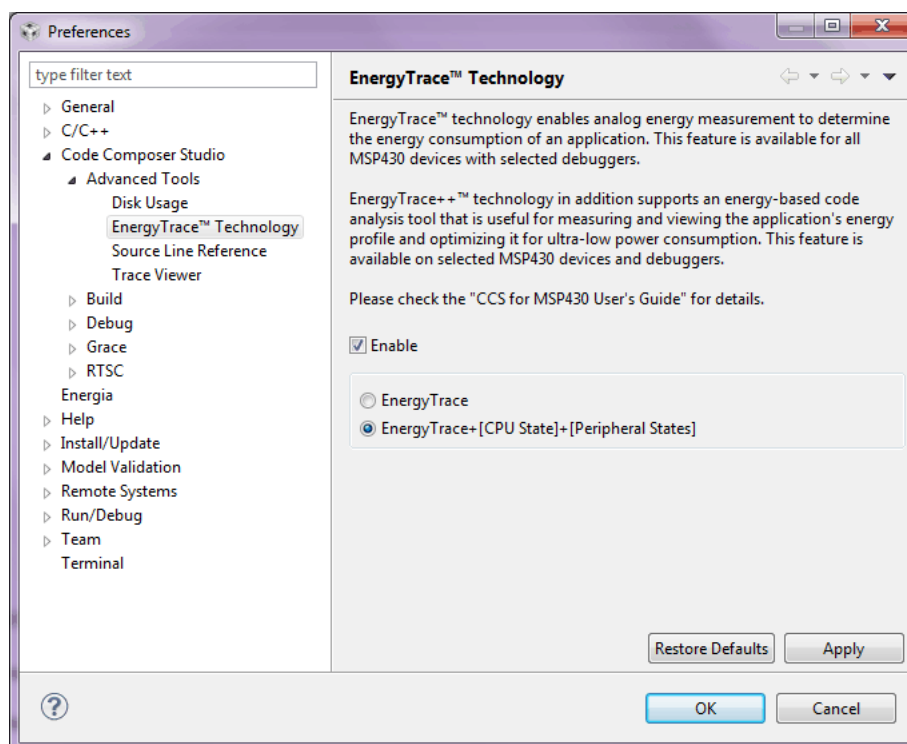 Preferences
type filter text
General
C/C++
Code Composer Studio
Advanced Tools
Disk Usage
EnergyTrace™ Technology
Source Line Reference
Trace Viewer
Build
Debug
Grace
RTSC
Energia
Help
Install/Update
Model Validation
Remote Systems
Run/Debug
Team
Terminal
EnergyTrace™ Technology
EnergyTrace™ technology enables analog energy measurement to determine
the energy consumption of an application. This feature is available for all
MSP430 devices with selected debuggers.
EnergyTrace++™ technology in addition supports an energy-based code
analysis tool that is useful for measuring and viewing the application's energy
profile and optimizing it for ultra-low power consumption. This feature is
available on selected MSP430 devices and debuggers.
Please check the "CCS for MSP430 User's Guide" for details.
Enable
EnergyTrace
EnergyTrace+[CPU State]+[Peripheral States]
Restore Defaults
Apply
OK
Cancel